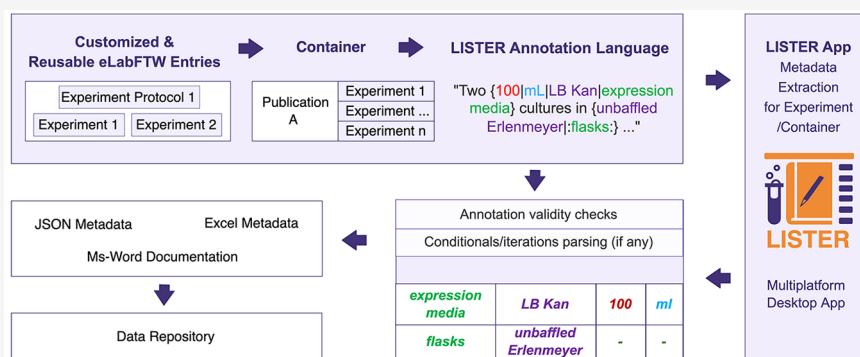 Customized &
Reusable eLabFTW Entries
Experiment Protocol 1
Experiment 1
Experiment 2
Container
Publication
A
Experiment 1
Experiment ...
Experiment n
LISTER Annotation Language
"Two {100|mL|LB Kan|expression
media} cultures in {unbaffled
Erlenmeyer|:flasks:} ..."
LISTER App
Metadata
Extraction
for Experiment
/Container
LISTER
Multiplatform
Desktop App
Annotation validity checks
Conditionals/iterations parsing (if any)
expression
media
LB Kan
100
ml
flasks
unbaffled
Erlenmeyer
-
-
JSON Metadata
Excel Metadata
Ms-Word Documentation
Data Repository